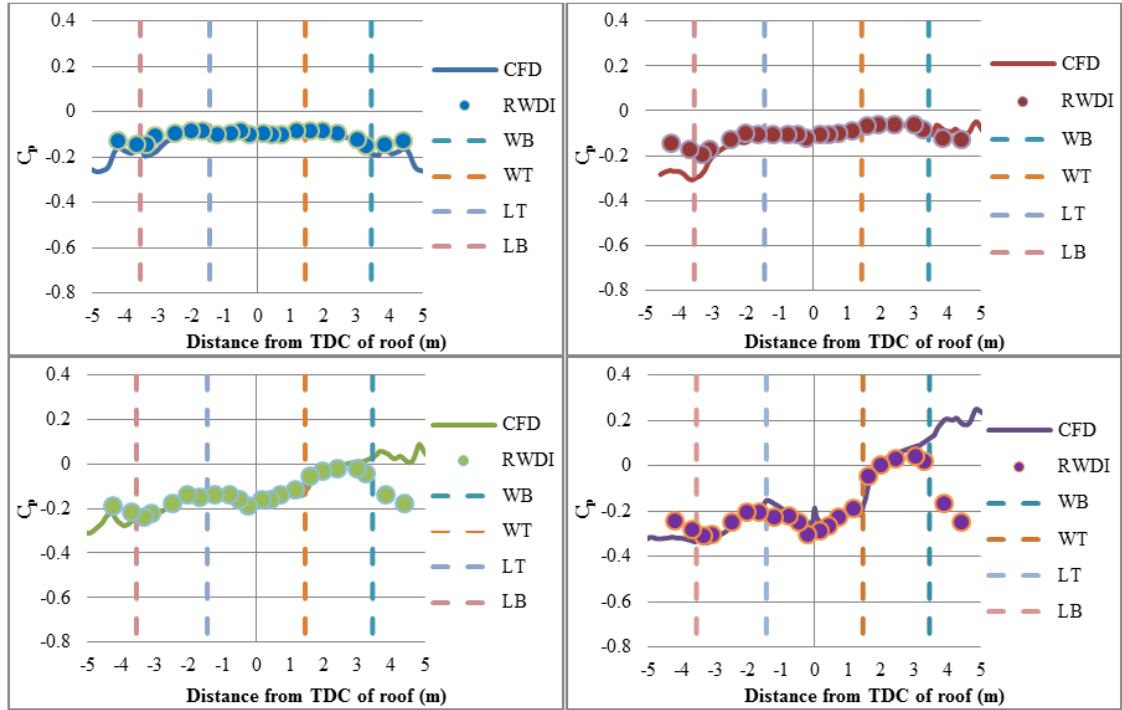 0.4
0.2
0
-0.2
-0.4
-0.6
-0.8
Cp
-5 -4 -3 -2 -1 0 1 2 3 4 5
Distance from TDC of roof (m)
CFD
RWDI
WB
WT
LT
LB
0.4
0.2
0
-0.2
-0.4
-0.6
-0.8
Cp
-5 -4 -3 -2 -1 0 1 2 3 4 5
Distance from TDC of roof (m)
CFD
RWDI
WB
WT
LT
LB
0.4
0.2
0
-0.2
-0.4
-0.6
-0.8
Cp
-5 -4 -3 -2 -1 0 1 2 3 4 5
Distance from TDC of roof (m)
CFD
RWDI
WB
WT
LT
LB
0.4
0.2
0
-0.2
-0.4
-0.6
-0.8
Cp
-5 -4 -3 -2 -1 0 1 2 3 4 5
Distance from TDC of roof (m)
CFD
RWDI
WB
WT
LT
LB